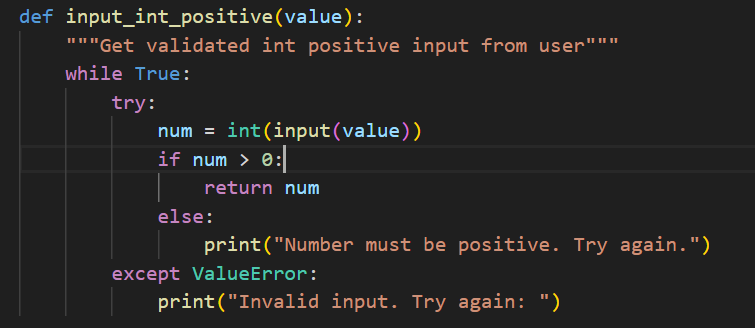 def input_int_positive(value):
    """Get validated int positive input from user"""
    while True:
        try:
            num = int(input(value))
            if num > 0:
                return num
            else:
                print("Number must be positive. Try again.")
        except ValueError:
            print("Invalid input. Try again: ")